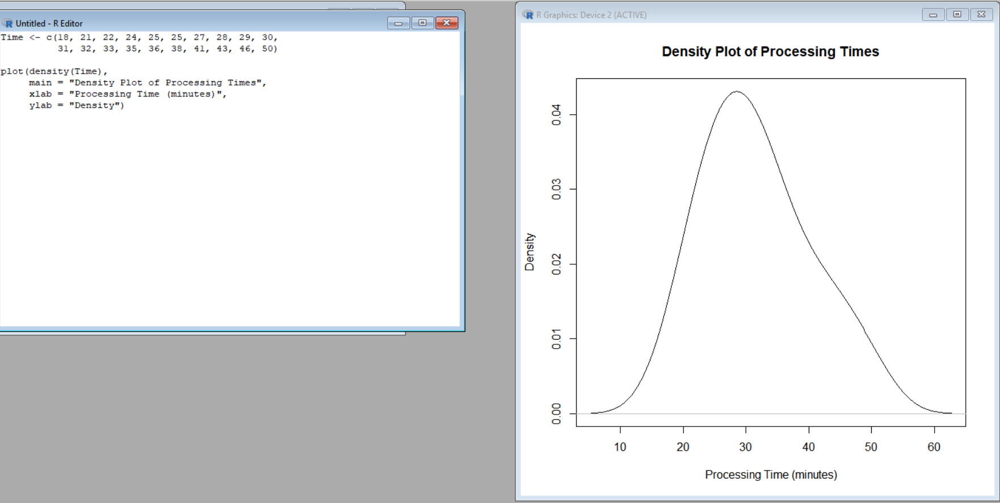 Untitled - R Editor
Time <- c(18, 21, 22, 24, 25, 25, 27, 28, 29, 30,
          31, 32, 33, 35, 36, 38, 41, 43, 46, 50)
plot(density(Time),
     main = "Density Plot of Processing Times",
     xlab = "Processing Time (minutes)",
     ylab = "Density")
R Graphics: Device 2 (ACTIVE)
Density Plot of Processing Times
0.04
0.03
0.02
0.01
0.00
Density
10 20 30 40 50 60
Processing Time (minutes)